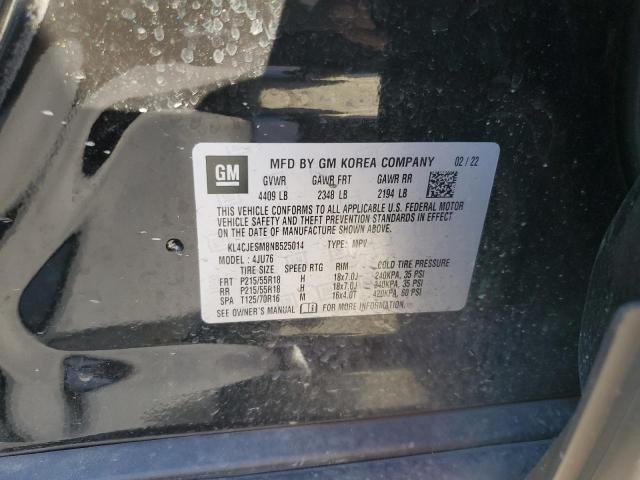 GM MFD BY GM KOREA COMPANY 02/22
GVWR GAWR FRT GAWR RR
4409 LB 2348 LB 2194 LB
THIS VEHICLE CONFORMS TO ALL APPLICABLE U.S. FEDERAL MOTOR
VEHICLE SAFETY AND THEFT PREVENTION STANDARDS IN EFFECT
ON THE DATE OF MANUFACTURE SHOWN ABOVE.
KL4CJESM8NB525014 TYPE: MPV
MODEL: 4JU76
TIRE SIZE SPEED RTG RIM COLD TIRE PRESSURE
FRT P215/55R18 H 18x7.0J 240KPA, 35 PSI
RR P215/55R18 H 18x7.0J 240KPA, 35 PSI
SPA T125/70R16 M 16x4.0T 420KPA, 60 PSI
SEE OWNER'S MANUAL FOR MORE INFORMATION.